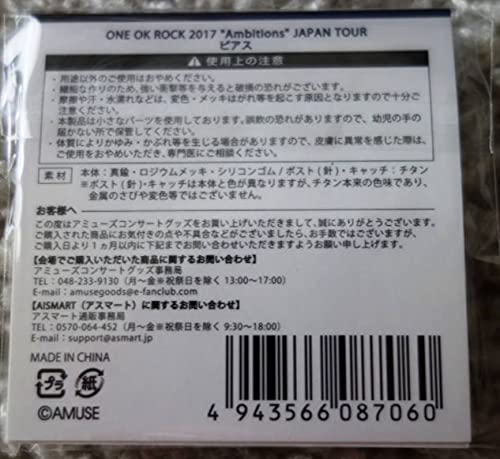 ONE OK ROCK 2017 "Ambitions" JAPAN TOUR
ピアス
使用上の注意
・用途以外のご使用はおやめください。
・繊細な作りのため、強い衝撃等を与えると破損の恐れがございます。
・摩擦や汗・水濡れなどは、変色・メッキはがれ等を起こす原因となりますので十分ご
注意ください。
・本製品は小さなパーツを使用しております。誤飲の恐れがありますので、幼児の手の
届かない所で保管してください。
・体質によりかゆみ・かぶれ等を生じる場合がありますので、皮膚に異常を感じた際は、
ご使用をおやめいただき、専門医にご相談ください。
素材 本体：真鍮・ロジウムメッキ・シリコンゴム / ポスト(針)・キャッチ：チタン
※ポスト(針)・キャッチは本体と色が異なりますが、チタン本来の色味であり、
金属のさびや変色等ではございません。
お客様へ
この度はアミューズコンサートグッズをお買い上げいただきまして、誠にありがとうございます。
ご購入された商品にお気付きの点や不具合などがございましたら、お手数ではございますが、
ご購入日より1ヵ月以内に下記までお問い合わせいただきますようお願い申し上げます。
【会場でご購入いただいた商品に関するお問い合わせ】
アミューズコンサートグッズ事務局
TEL：048-233-9130（月～金※祝祭日を除く 13:00～17:00）
E-mail：amusegoods@e-fanclub.com
【AISMART（アスマート）に関するお問い合わせ】
アスマート通販事務局
TEL：0570-064-452（月～金※祝祭日を除く 9:30～18:00）
E-mail：support@asmart.jp
MADE IN CHINA
プラ 紙
©AMUSE
4 943566 087060